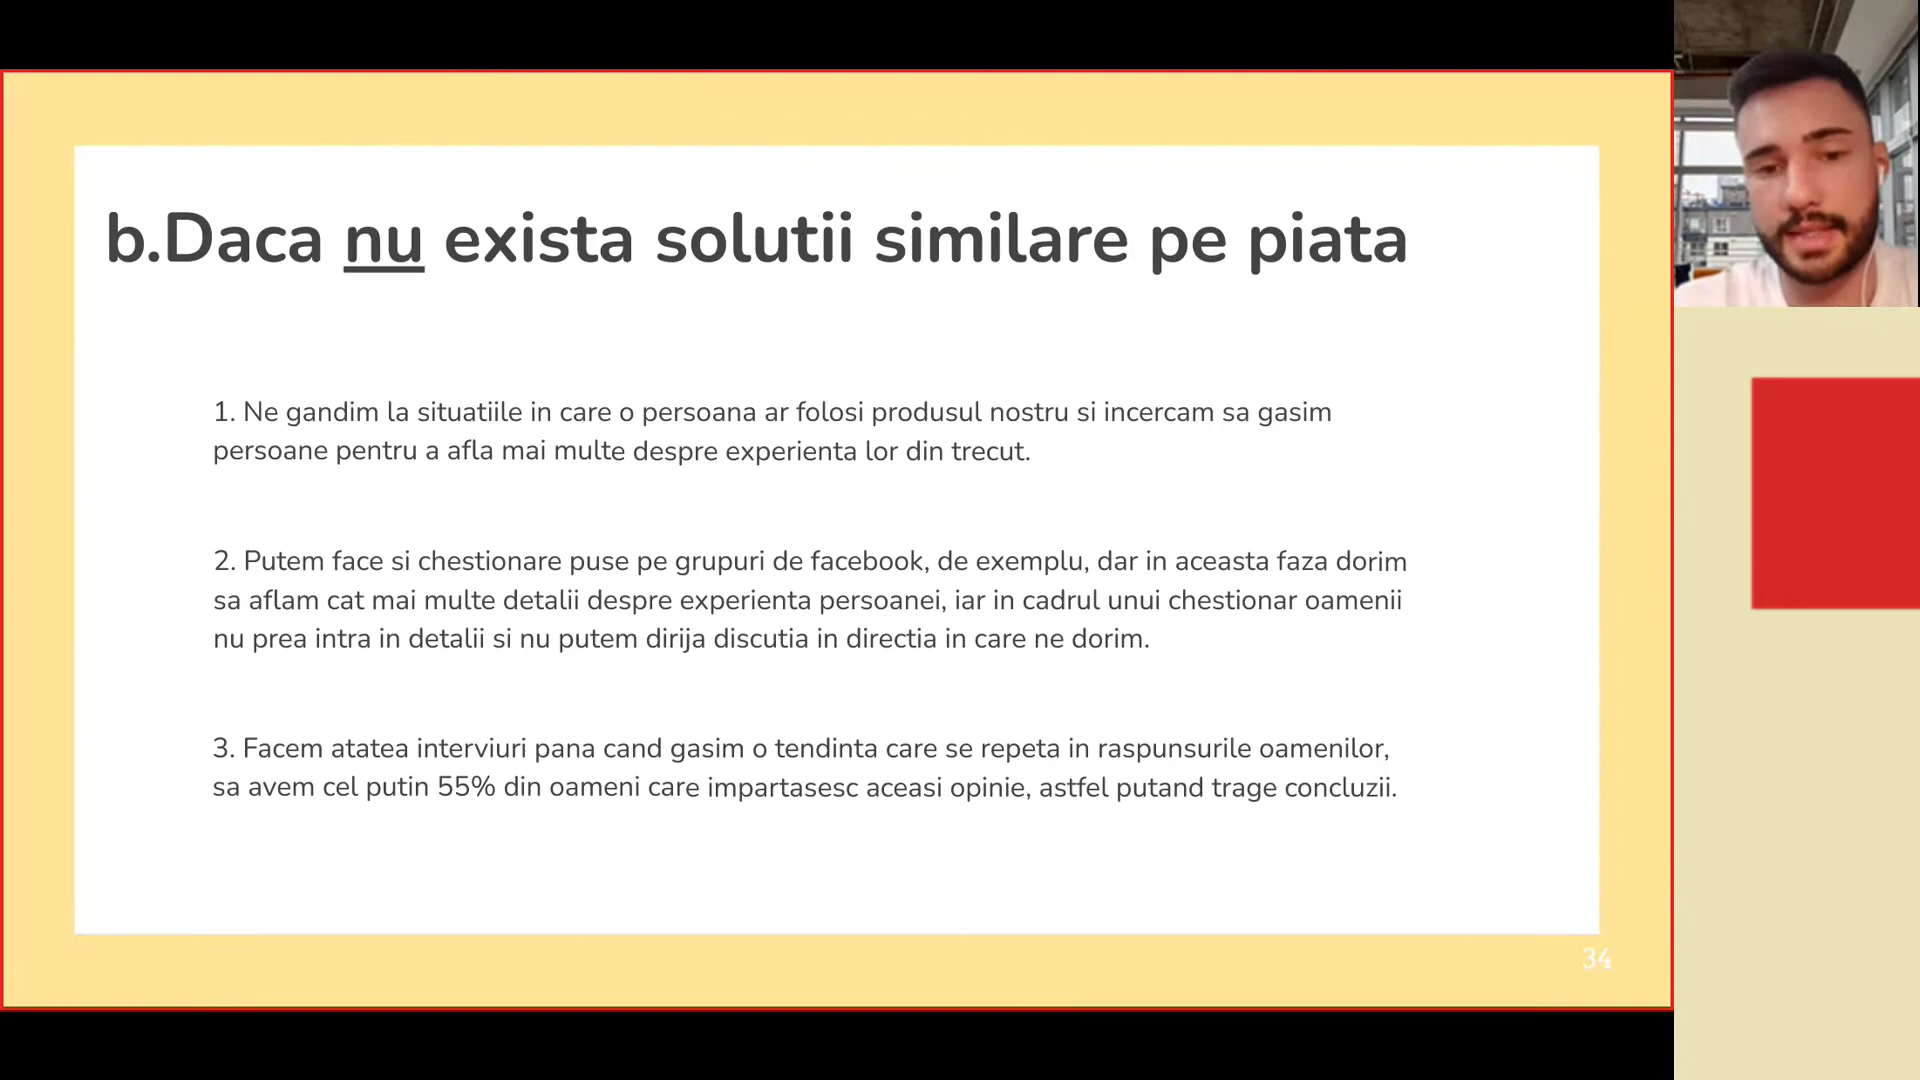 b.Daca nu exista solutii similare pe piata
1. Ne gandim la situatiile in care o persoana ar folosi produsul nostru si incercam sa gasim
persoane pentru a afla mai multe despre experienta lor din trecut.
2. Putem face si chestionare puse pe grupuri de facebook, de exemplu, dar in aceasta faza dorim
sa aflam cat mai multe detalii despre experienta persoanei, iar in cadrul unui chestionar oamenii
nu prea intra in detalii si nu putem dirija discutia in directia in care ne dorim.
3. Facem atatea interviuri pana cand gasim o tendinta care se repeta in raspunsurile oamenilor,
sa avem cel putin 55% din oameni care impartasesc aceasi opinie, astfel putand trage concluzii.
34